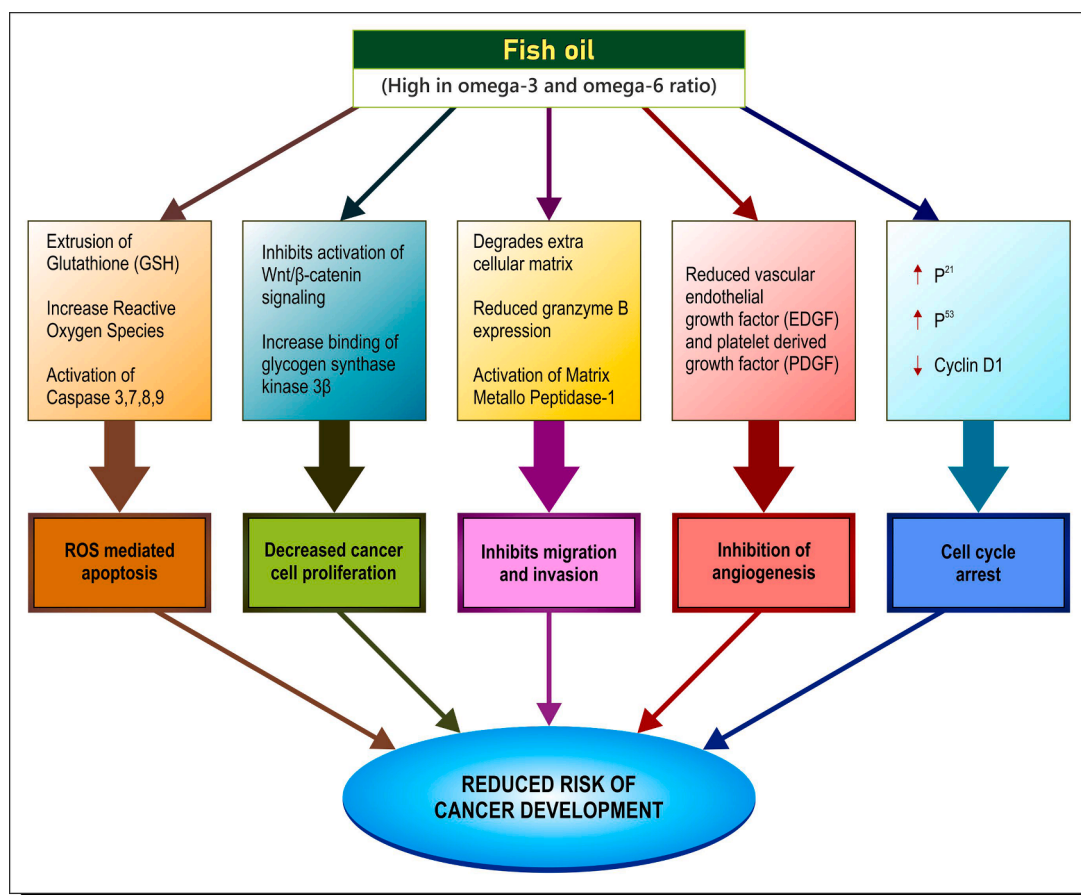 Fish oil
(High in omega-3 and omega-6 ratio)
Extrusion of
Glutathione (GSH)
Increase Reactive
Oxygen Species
Activation of
Caspase 3,7,8,9
Inhibits activation of
Wnt/β-catenin
signaling
Increase binding of
glycogen synthase
kinase 3β
Degrades extra
cellular matrix
Reduced granzyme B
expression
Activation of Matrix
Metallo Peptidase-1
Reduced vascular
endothelial
growth factor (EDGF)
and platelet derived
growth factor (PDGF)
↑ P²¹
↑ P⁵³
↓ Cyclin D1
ROS mediated
apoptosis
Decreased cancer
cell proliferation
Inhibits migration
and invasion
Inhibition of
angiogenesis
Cell cycle
arrest
REDUCED RISK OF
CANCER DEVELOPMENT